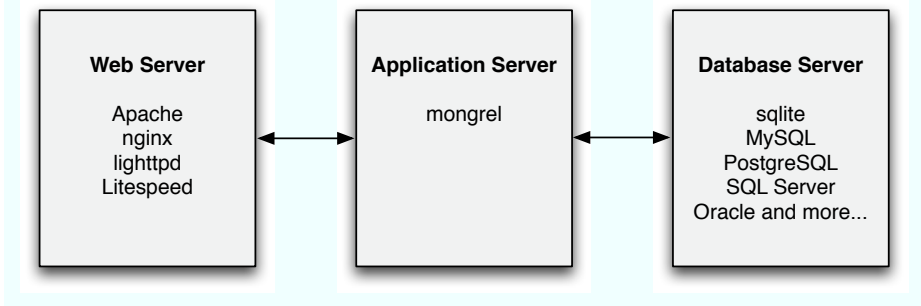 Web Server
Apache
nginx
lighttpd
Litespeed
Application Server
mongrel
Database Server
sqlite
MySQL
PostgreSQL
SQL Server
Oracle and more...